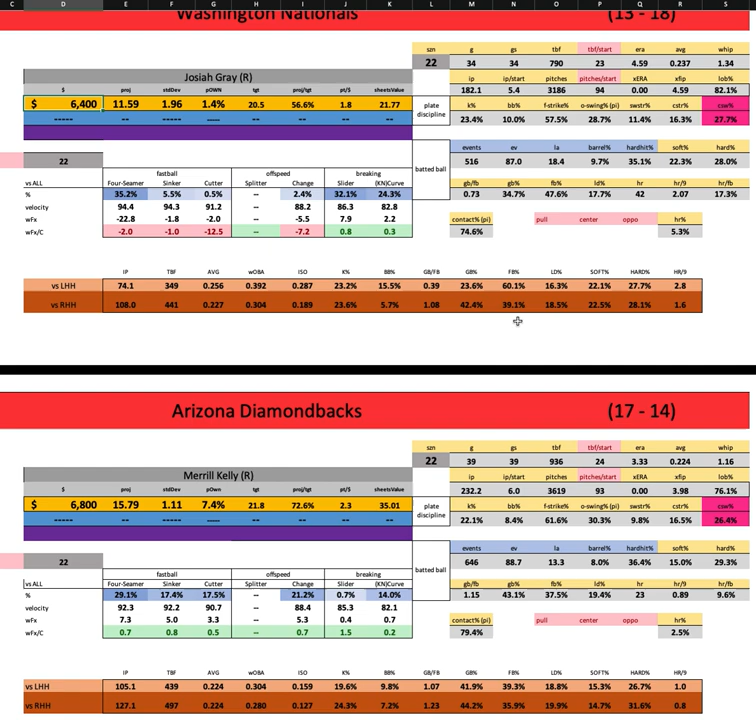 C D E F G H I J K L M N O P Q R S
Washington Nationals (13 - 18)
szn g gs tbf tbf/start era avg whip
22 34 34 790 23 4.59 0.237 1.34
Josiah Gray (R) ip ip/start pitches pitches/start xERA xfip lob%
182.1 5.4 3186 94 0.00 4.59 82.1%
$ proj stdDev pOWN tgt proj/tgt pt/$ sheetsValue
$ 6,400 11.59 1.96 1.4% 20.5 56.6% 1.8 21.77
plate discipline k% bb% f-strike% o-swing% (pi) swstr% cstr% csw%
----- -- -- ___ -- -- -- -- 23.4% 10.0% 57.5% 28.7% 11.4% 16.3% 27.7%
events ev la barrel% hardhit% soft% hard%
22 516 87.0 18.4 9.7% 35.1% 22.3% 28.0%
batted ball
fastball offspeed breaking
vs ALL Four-Seamer Sinker Cutter Splitter Change Slider (KN)Curve gb/fb gb% fb% ld% hr hr/9 hr/fb
% 35.2% 5.5% 0.5% -- 2.4% 32.1% 24.3% 0.73 34.7% 47.6% 17.7% 42 2.07 17.3%
velocity 94.4 94.3 91.2 -- 88.2 86.3 82.8
wFx -22.8 -1.8 -2.0 -- -5.5 7.9 2.2 contact% (pi) pull center oppo hr%
wFx/C -2.0 -1.0 -12.5 -- -7.2 0.8 0.3 74.6% 5.3%
IP TBF AVG wOBA ISO K% BB% GB/FB GB% FB% LD% SOFT% HARD% HR/9
vs LHH 74.1 349 0.256 0.392 0.287 23.2% 15.5% 0.39 23.6% 60.1% 16.3% 22.1% 27.7% 2.8
vs RHH 108.0 441 0.227 0.304 0.189 23.6% 5.7% 1.08 42.4% 39.1% 18.5% 22.5% 28.1% 1.6
Arizona Diamondbacks (17 - 14)
szn g gs tbf tbf/start era avg whip
22 39 39 936 24 3.33 0.224 1.16
Merrill Kelly (R) ip ip/start pitches pitches/start xERA xfip lob%
$ proj stdDev pOwn tgt proj/tgt pt/$ sheetsValue
232.2 6.0 3619 93 0.00 3.98 76.1%
$ 6,800 15.79 1.11 7.4% 21.8 72.6% 2.3 35.01
plate discipline k% bb% f-strike% o-swing% (pi) swstr% cstr% csw%
----- -- -- ___ -- -- -- -- 22.1% 8.4% 61.6% 30.3% 9.8% 16.5% 26.4%
events ev la barrel% hardhit% soft% hard%
22 646 88.7 13.3 8.0% 36.4% 15.0% 29.3%
batted ball
fastball offspeed breaking
vs ALL Four-Seamer Sinker Cutter Splitter Change Slider (KN)Curve gb/fb gb% fb% ld% hr hr/9 hr/fb
% 29.1% 17.4% 17.5% -- 21.2% 0.7% 14.0% 1.15 43.1% 37.5% 19.4% 23 0.89 9.6%
velocity 92.3 92.2 90.7 -- 88.4 85.3 82.1
wFx 7.3 5.0 3.3 -- 5.3 0.4 0.7 contact% (pi) pull center oppo hr%
wFx/C 0.7 0.8 0.5 -- 0.7 1.5 0.2 79.4% 2.5%
IP TBF AVG wOBA ISO K% BB% GB/FB GB% FB% LD% SOFT% HARD% HR/9
vs LHH 105.1 439 0.224 0.304 0.159 19.6% 9.8% 1.07 41.9% 39.3% 18.8% 15.3% 26.7% 1.0
vs RHH 127.1 497 0.224 0.280 0.127 24.3% 7.2% 1.23 44.2% 35.9% 19.9% 14.7% 31.6% 0.8